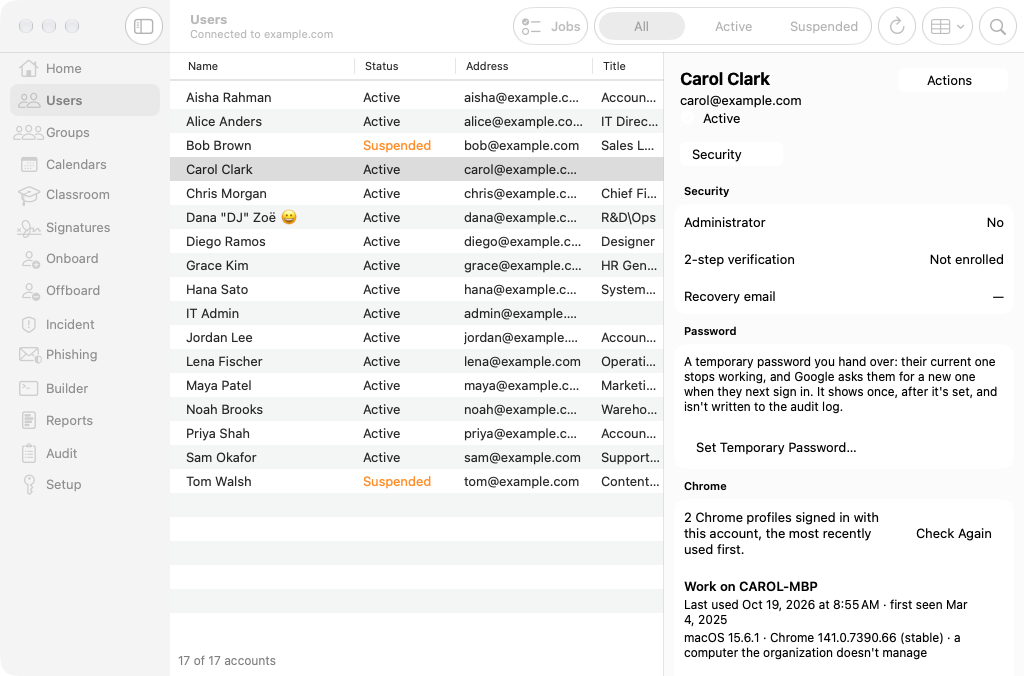 Users
Connected to example.com
Jobs
All
Active
Suspended
Home
Users
Groups
Calendars
Classroom
Signatures
Onboard
Offboard
Incident
Phishing
Builder
Reports
Audit
Setup
Name Status Address Title
Aisha Rahman Active aisha@example.c... Accoun...
Alice Anders Active alice@example.co... IT Direc...
Bob Brown Suspended bob@example.com Sales L...
Carol Clark Active carol@example.c...
Chris Morgan Active chris@example.c... Chief Fi...
Dana "DJ" Zoë 😀 Active dana@example.c... R&D\Ops
Diego Ramos Active diego@example.c... Designer
Grace Kim Active grace@example.c... HR Gen...
Hana Sato Active hana@example.c... System...
IT Admin Active admin@example....
Jordan Lee Active jordan@example.... Accoun...
Lena Fischer Active lena@example.com Operati...
Maya Patel Active maya@example.c... Marketi...
Noah Brooks Active noah@example.c... Wareho...
Priya Shah Active priya@example.c... Accoun...
Sam Okafor Active sam@example.com Support...
Tom Walsh Suspended tom@example.com Content...
17 of 17 accounts
Carol Clark
Actions
carol@example.com
Active
Security
Security
Administrator No
2-step verification Not enrolled
Recovery email —
Password
A temporary password you hand over: their current one
stops working, and Google asks them for a new one
when they next sign in. It shows once, after it's set, and
isn't written to the audit log.
Set Temporary Password...
Chrome
2 Chrome profiles signed in with
this account, the most recently
used first.
Check Again
Work on CAROL-MBP
Last used Oct 19, 2026 at 8:55 AM · first seen Mar
4, 2025
macOS 15.6.1 · Chrome 141.0.7390.66 (stable) · a
computer the organization doesn't manage